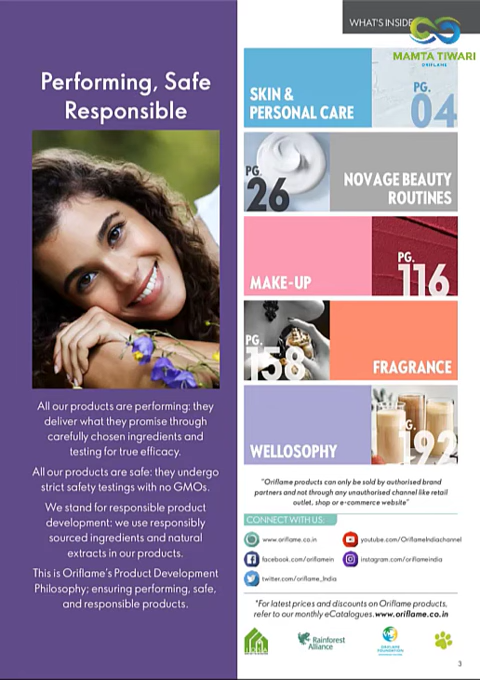 WHAT'S INSIDE
MAMTA TIWARI
ORIFLAME
Performing, Safe
Responsible
All our products are performing: they
deliver what they promise through
carefully chosen ingredients and
testing for true efficacy.
All our products are safe: they undergo
strict safety testings with no GMOs.
We stand for responsible product
development: we use responsibly
sourced ingredients and natural
extracts in our products.
This is Oriflame's Product Development
Philosophy; ensuring performing, safe,
and responsible products.
SKIN &
PERSONAL CARE
PG.
04
PG.
26
NOVAGE BEAUTY
ROUTINES
MAKE-UP
PG.
116
PG.
158
FRAGRANCE
WELLOSOPHY
PG.
192
"Oriflame products can only be sold by authorised brand
partners and not through any unauthorised channel like retail
outlet, shop or e-commerce website"
CONNECT WITH US:
www.oriflame.co.in
youtube.com/OriflameIndiachannel
facebook.com/oriflamein
instagram.com/oriflameindia
twitter.com/oriflame_India
"For latest prices and discounts on Oriflame products,
refer to our monthly eCatalogues. www.oriflame.co.in
Rainforest
Alliance
ORIFLAME
FOUNDATION
3